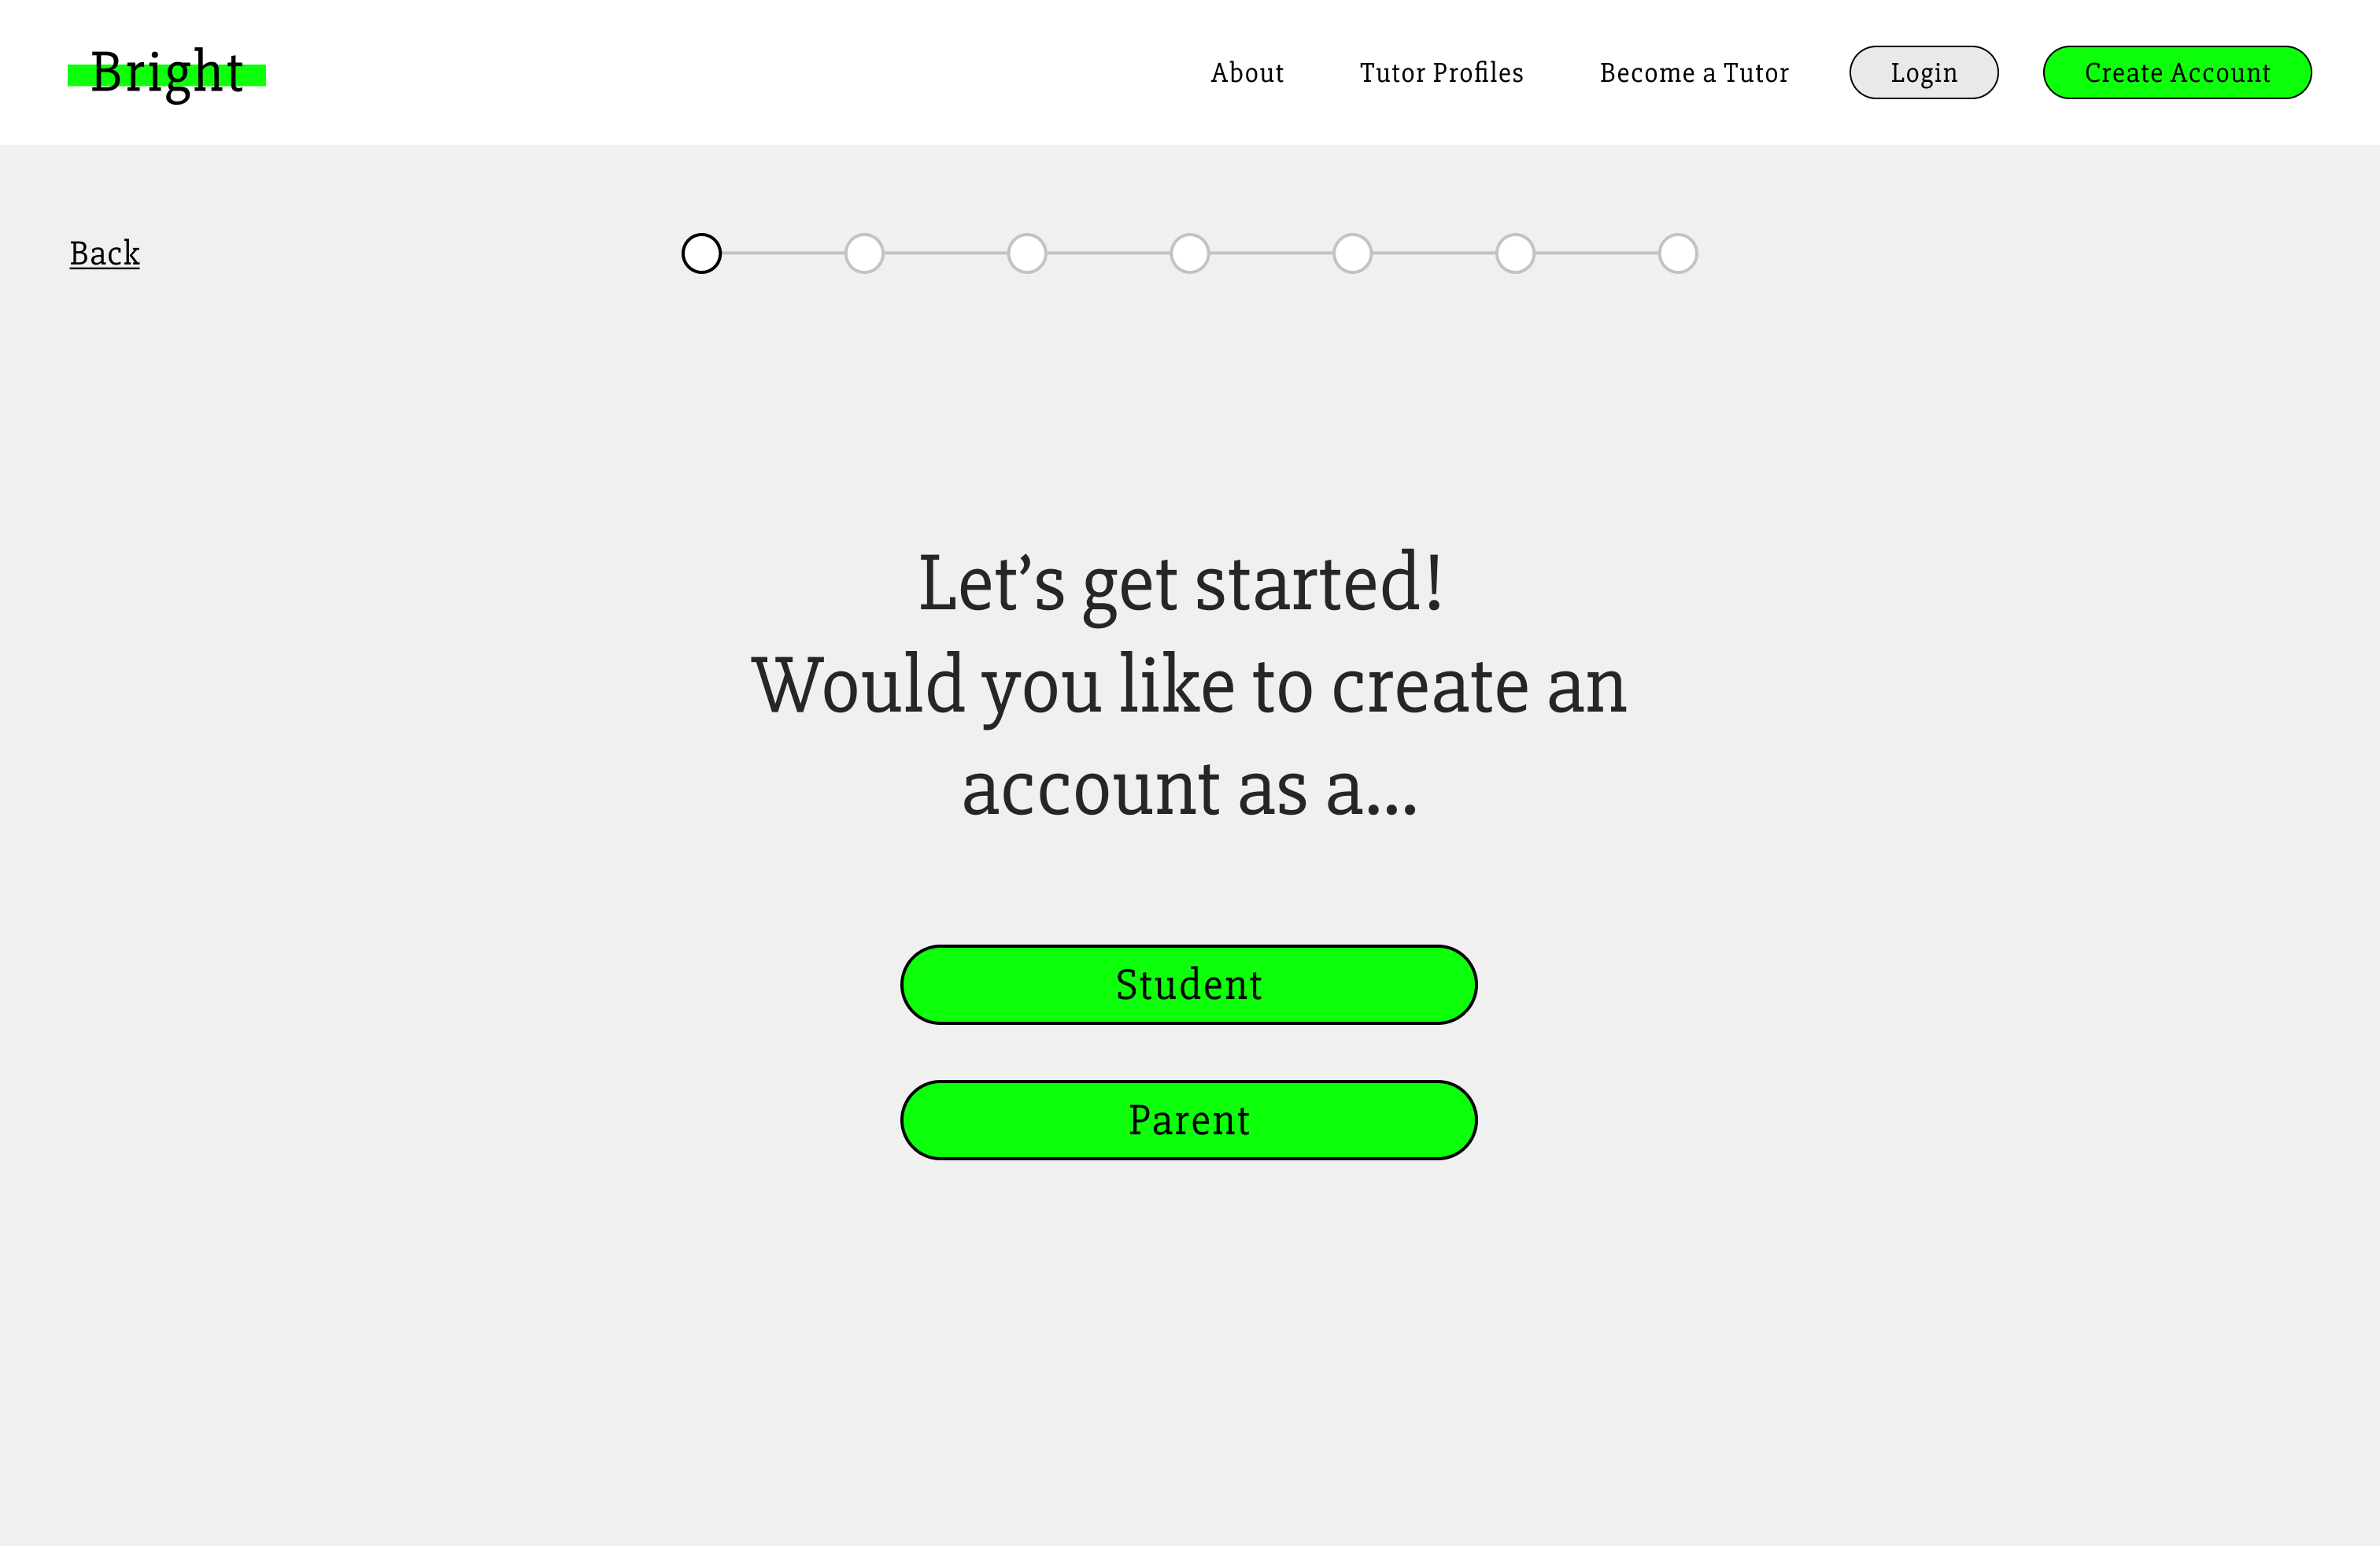 Bright
About
Tutor Profiles
Become a Tutor
Login
Create Account
Back
Let’s get started!
Would you like to create an
account as a...
Student
Parent